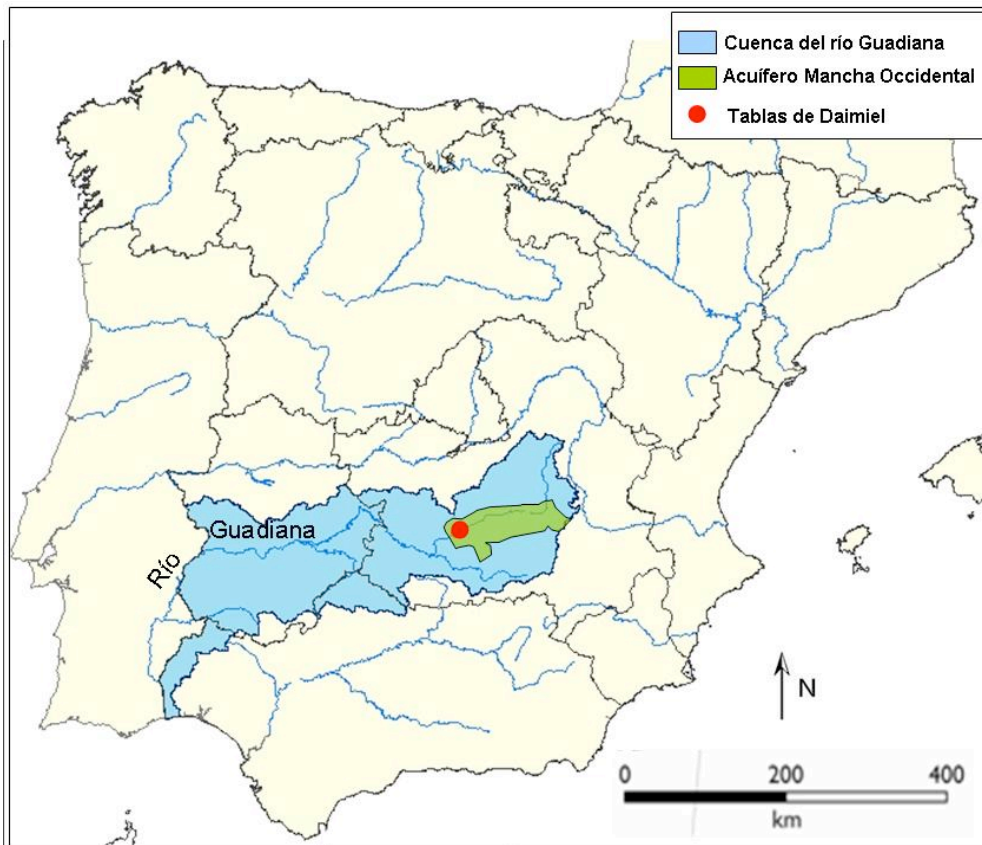 Cuenca del río Guadiana
Acuífero Mancha Occidental
Tablas de Daimiel
Guadiana
Río
N
0 200 400
km